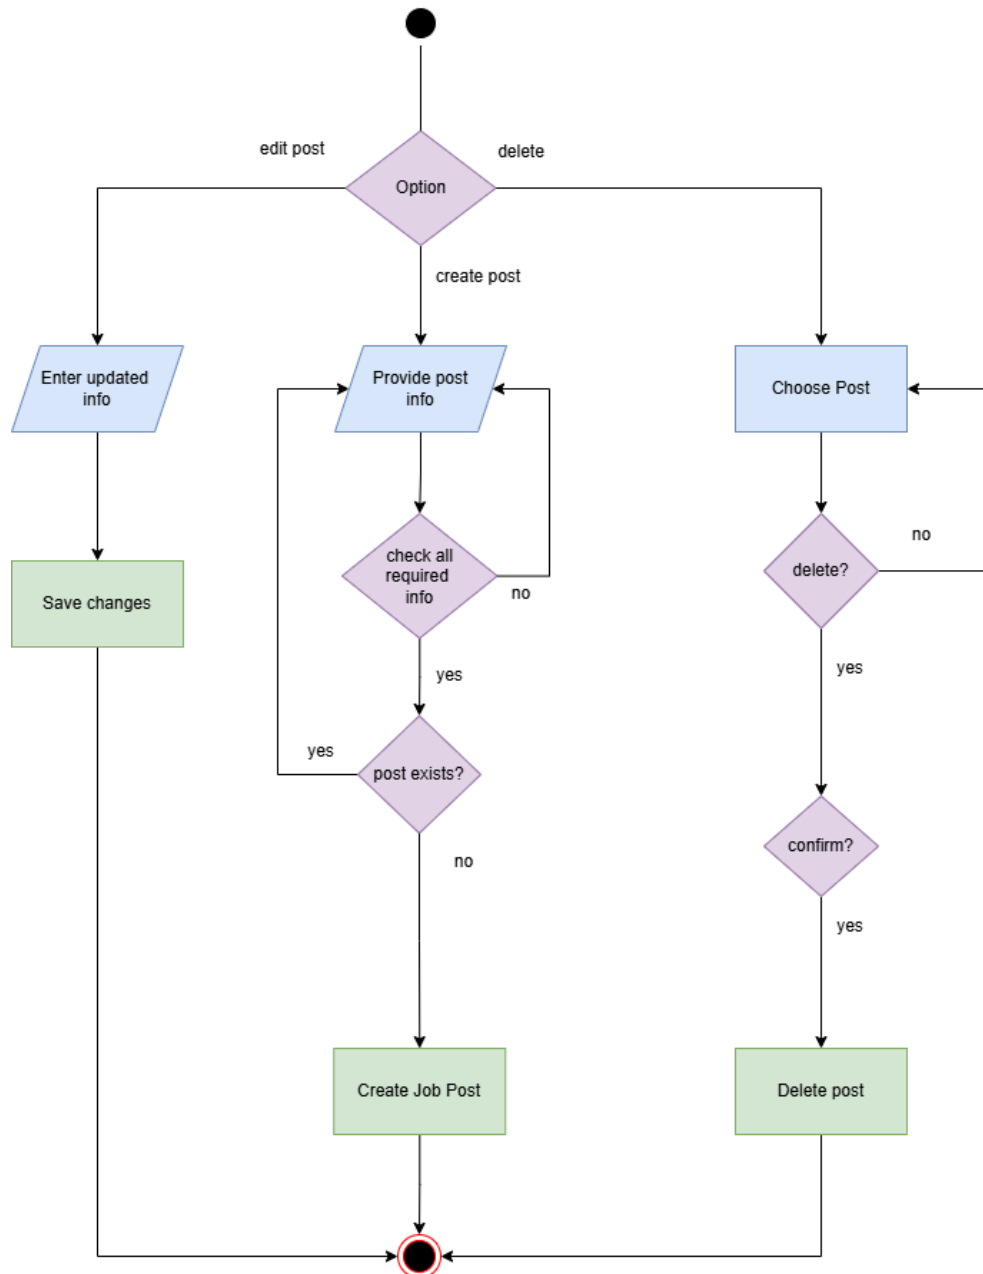 edit post
delete
Option
create post
Enter updated
info
Provide post
info
Choose Post
check all
required
info
no
delete?
no
Save changes
yes
yes
post exists?
yes
no
confirm?
yes
Create Job Post
Delete post